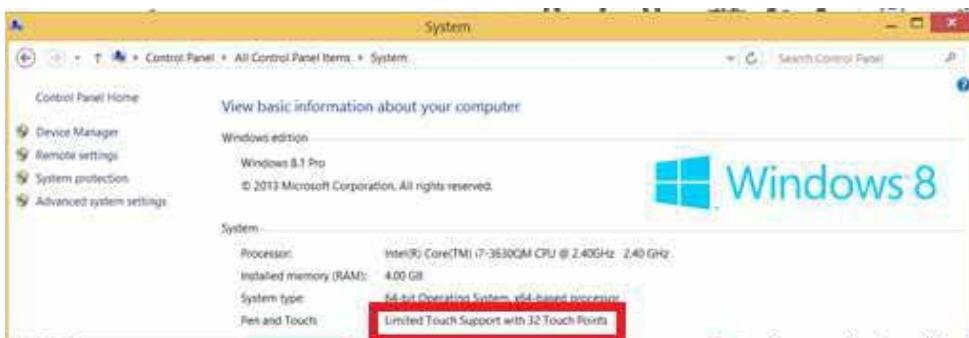 System
Control Panel ▸ All Control Panel Items ▸ System
Search Control Panel
Control Panel Home
Device Manager
Remote settings
System protection
Advanced system settings
View basic information about your computer
Windows edition
Windows 8.1 Pro
© 2013 Microsoft Corporation. All rights reserved.
Windows 8
System
Processor: Intel(R) Core(TM) i7-3630QM CPU @ 2.40GHz 2.40 GHz
Installed memory (RAM): 4.00 GB
System type: 64-bit Operating System, x64-based processor
Pen and Touch: Limited Touch Support with 32 Touch Points